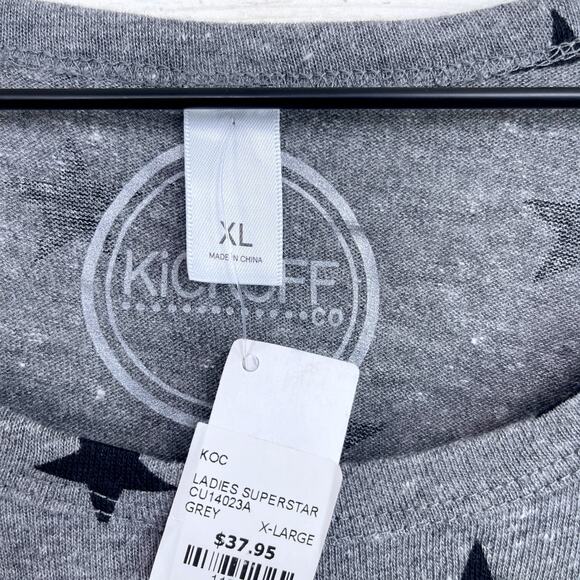 XL
MADE IN CHINA
KiCKOFF
CO
KOC
LADIES SUPERSTAR
CU14023A
GREY X-LARGE
$37.95